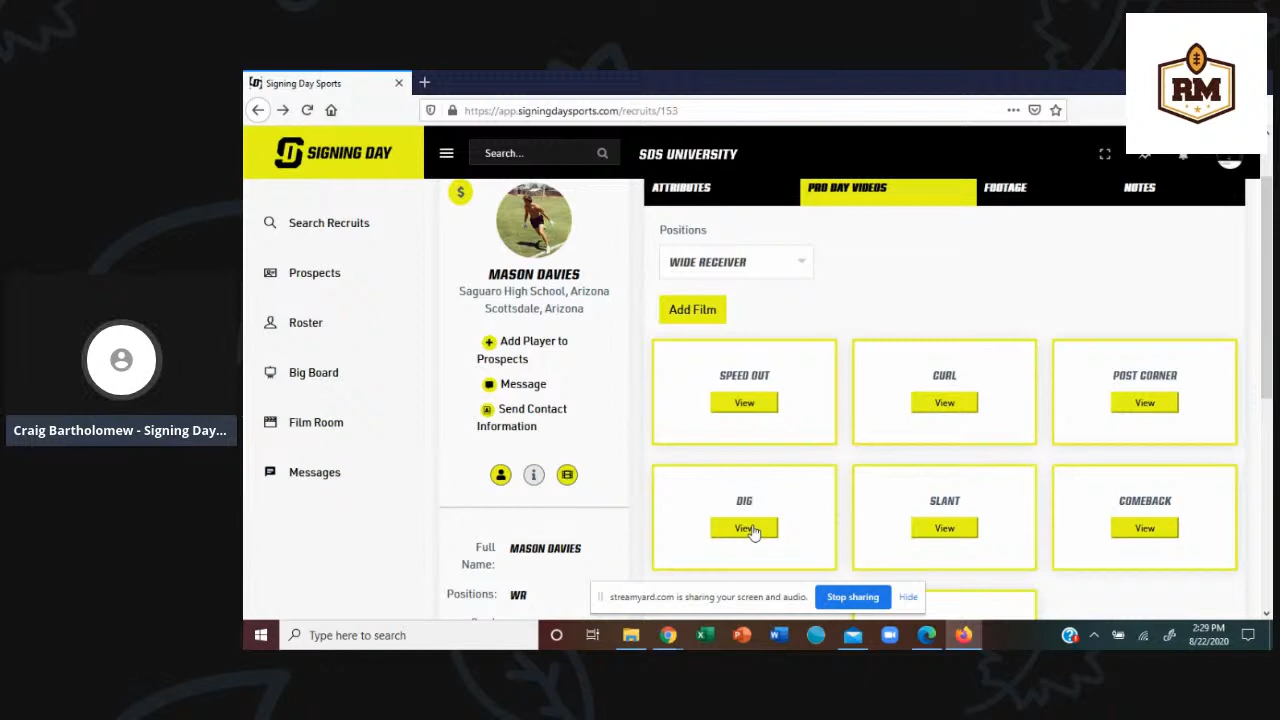 RM
Signing Day Sports
https://app.signingdaysports.com/recruits/153
SIGNING DAY
Search...
SDS UNIVERSITY
Search Recruits
Prospects
Roster
Big Board
Film Room
Messages
MASON DAVIES
Saguaro High School, Arizona
Scottsdale, Arizona
Add Player to
Prospects
Message
Send Contact
Information
Full
Name:
MASON DAVIES
Positions:
WR
ATTRIBUTES
PRO DAY VIDEOS
FOOTAGE
NOTES
Positions
WIDE RECEIVER
Add Film
SPEED OUT
View
CURL
View
POST CORNER
View
DIG
View
SLANT
View
COMEBACK
View
streamyard.com is sharing your screen and audio.
Stop sharing
Hide
Craig Bartholomew - Signing Day...
Type here to search
2:29 PM
8/22/2020